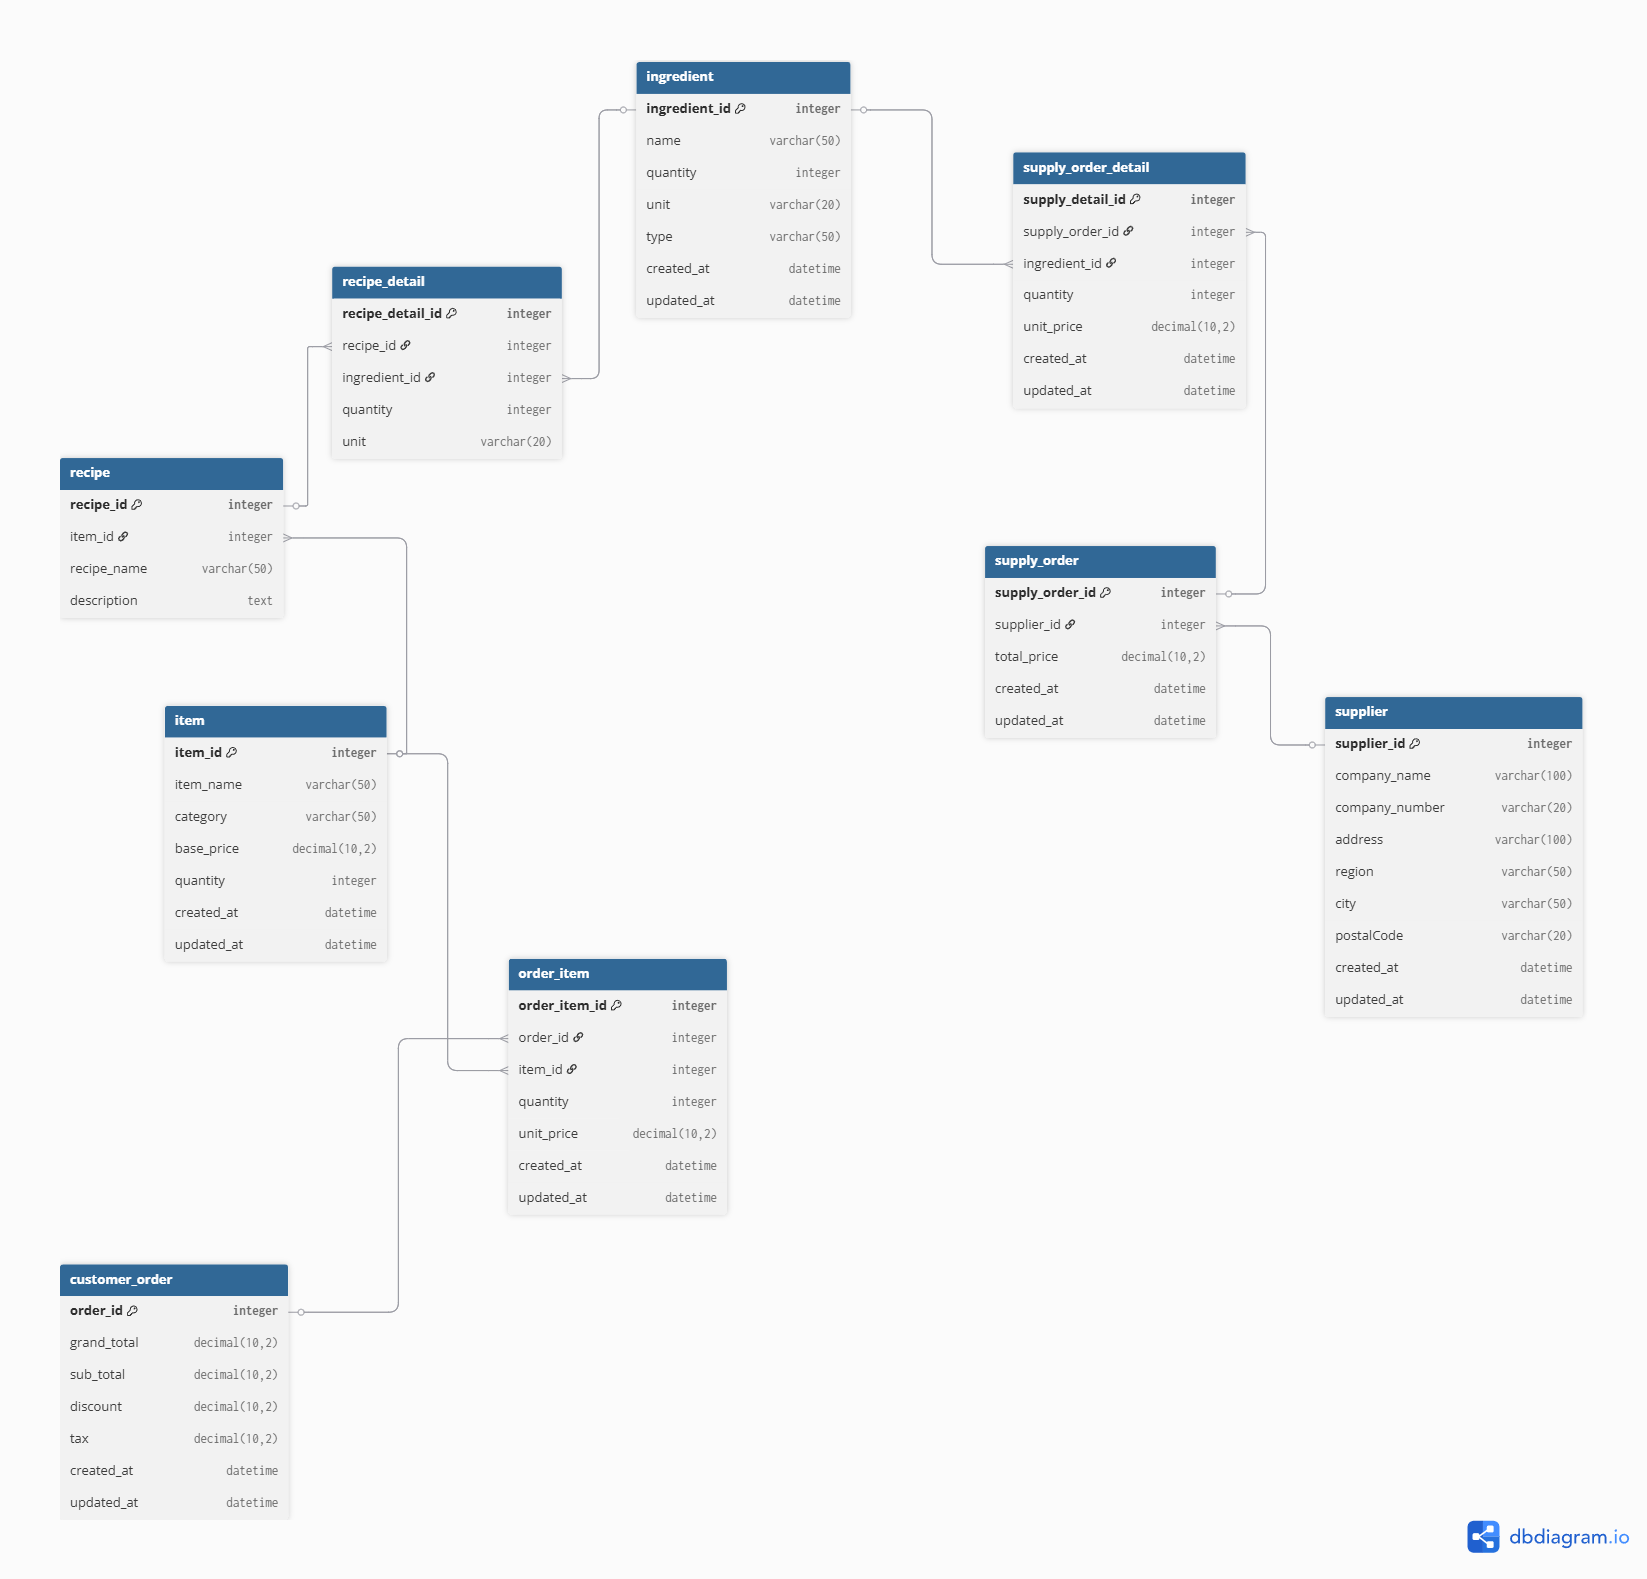 ingredient
ingredient_id integer
name varchar(50)
quantity integer
unit varchar(20)
type varchar(50)
created_at datetime
updated_at datetime
supply_order_detail
supply_detail_id integer
supply_order_id integer
ingredient_id integer
quantity integer
unit_price decimal(10,2)
created_at datetime
updated_at datetime
recipe_detail
recipe_detail_id integer
recipe_id integer
ingredient_id integer
quantity integer
unit varchar(20)
recipe
recipe_id integer
item_id integer
recipe_name varchar(50)
description text
supply_order
supply_order_id integer
supplier_id integer
total_price decimal(10,2)
created_at datetime
updated_at datetime
supplier
supplier_id integer
company_name varchar(100)
company_number varchar(20)
address varchar(100)
region varchar(50)
city varchar(50)
postalCode varchar(20)
created_at datetime
updated_at datetime
item
item_id integer
item_name varchar(50)
category varchar(50)
base_price decimal(10,2)
quantity integer
created_at datetime
updated_at datetime
order_item
order_item_id integer
order_id integer
item_id integer
quantity integer
unit_price decimal(10,2)
created_at datetime
updated_at datetime
customer_order
order_id integer
grand_total decimal(10,2)
sub_total decimal(10,2)
discount decimal(10,2)
tax decimal(10,2)
created_at datetime
updated_at datetime
dbdiagram.io